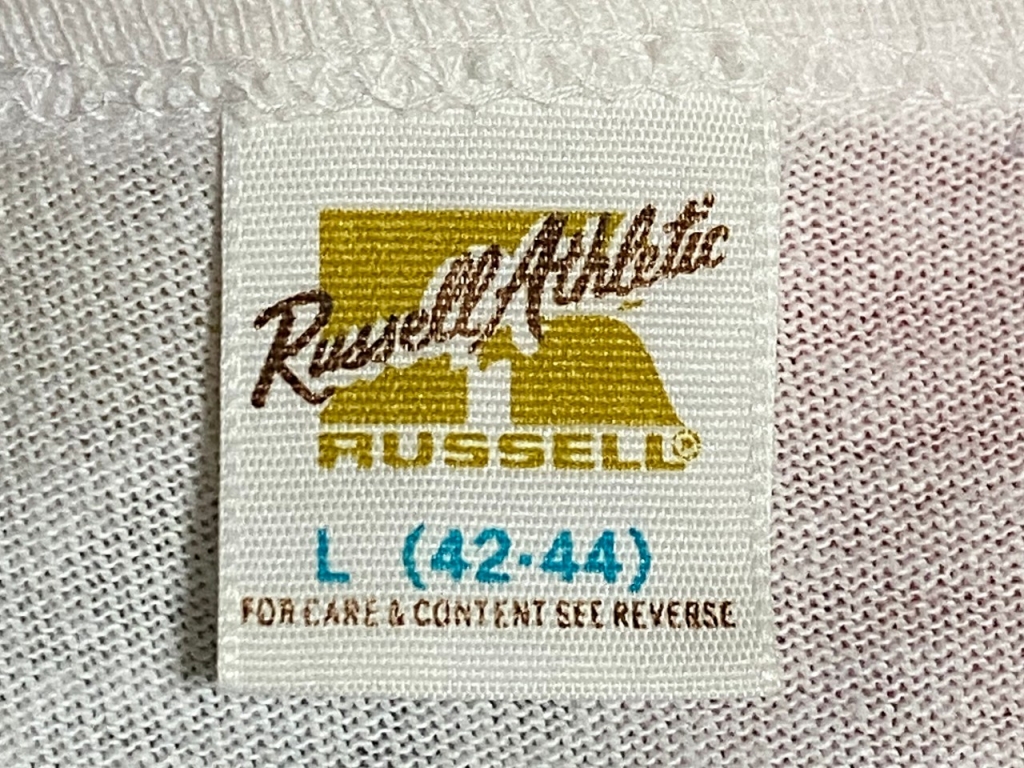 Russell Athletic
RUSSELL®
L (42-44)
FOR CARE & CONTENT SEE REVERSE